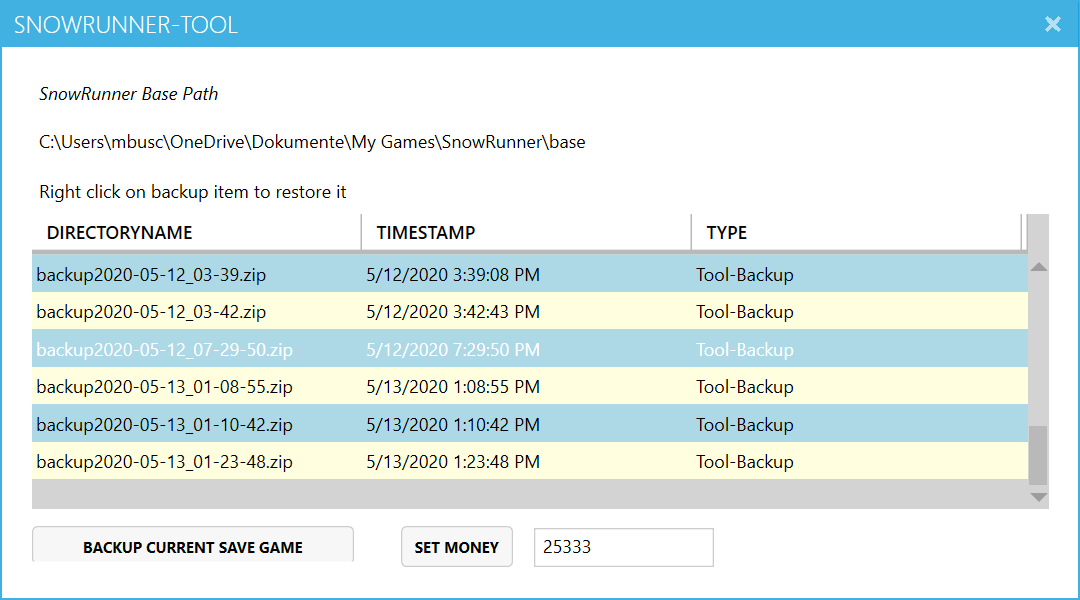 SNOWRUNNER-TOOL
SnowRunner Base Path
C:\Users\mbusc\OneDrive\Dokumente\My Games\SnowRunner\base
Right click on backup item to restore it
DIRECTORYNAME TIMESTAMP TYPE
backup2020-05-12_03-39.zip 5/12/2020 3:39:08 PM Tool-Backup
backup2020-05-12_03-42.zip 5/12/2020 3:42:43 PM Tool-Backup
backup2020-05-12_07-29-50.zip 5/12/2020 7:29:50 PM Tool-Backup
backup2020-05-13_01-08-55.zip 5/13/2020 1:08:55 PM Tool-Backup
backup2020-05-13_01-10-42.zip 5/13/2020 1:10:42 PM Tool-Backup
backup2020-05-13_01-23-48.zip 5/13/2020 1:23:48 PM Tool-Backup
BACKUP CURRENT SAVE GAME SET MONEY 25333